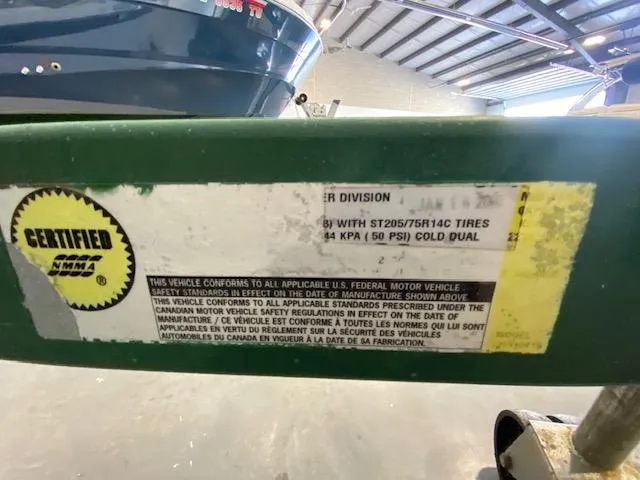 ER DIVISION
JAN
B) WITH ST205/75R14C TIRES
44 KPA ( 50 PSI) COLD DUAL
CERTIFIED
NMMA
®
2
THIS VEHICLE CONFORMS TO ALL APPLICABLE U.S. FEDERAL MOTOR VEHICLE
SAFETY STANDARDS IN EFFECT ON THE DATE OF MANUFACTURE SHOWN ABOVE
THIS VEHICLE CONFORMS TO ALL APPLICABLE STANDARDS PRESCRIBED UNDER THE
CANADIAN MOTOR VEHICLE SAFETY REGULATIONS IN EFFECT ON THE DATE OF
MANUFACTURE / CE VÉHICULE EST CONFORME À TOUTES LES NORMES QUI LUI SONT
APPLICABLES EN VERTU DU RÈGLEMENT SUR LA SÉCURITÉ DES VÉHICULES
AUTOMOBILES DU CANADA EN VIGUEUR À LA DATE DE SA FABRICATION.